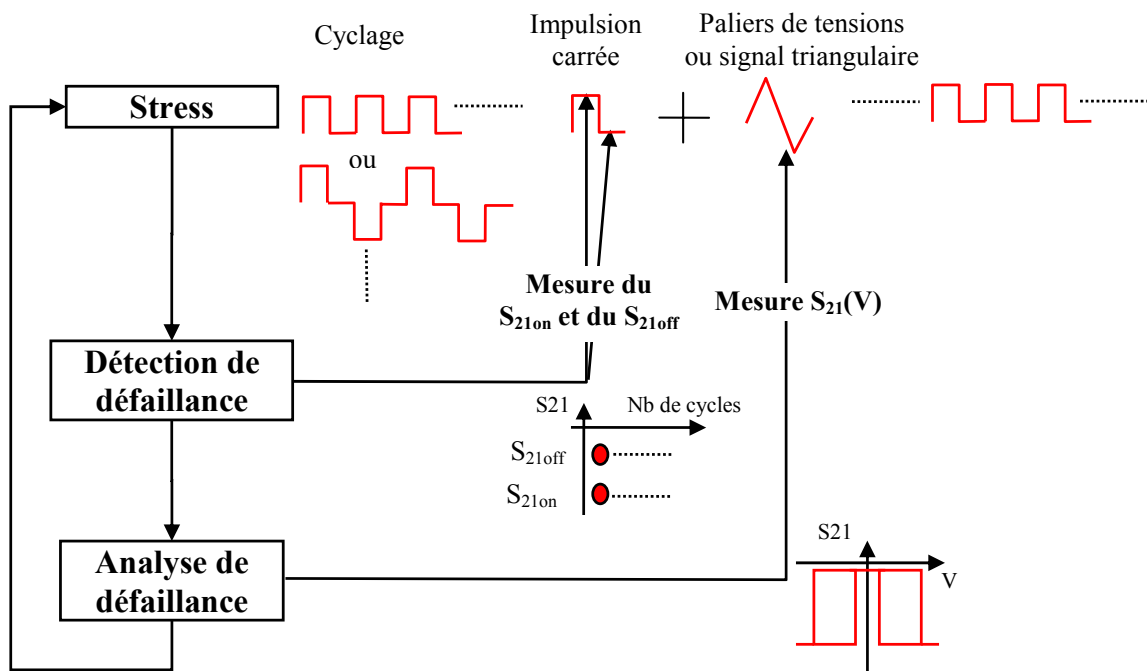 Cyclage
Impulsion
carrée
Paliers de tensions
ou signal triangulaire
Stress
ou
Mesure du
S21on et du S21off
Mesure S21(V)
Détection de
défaillance
S21
Nb de cycles
S21off
S21on
Analyse de
défaillance
S21
V